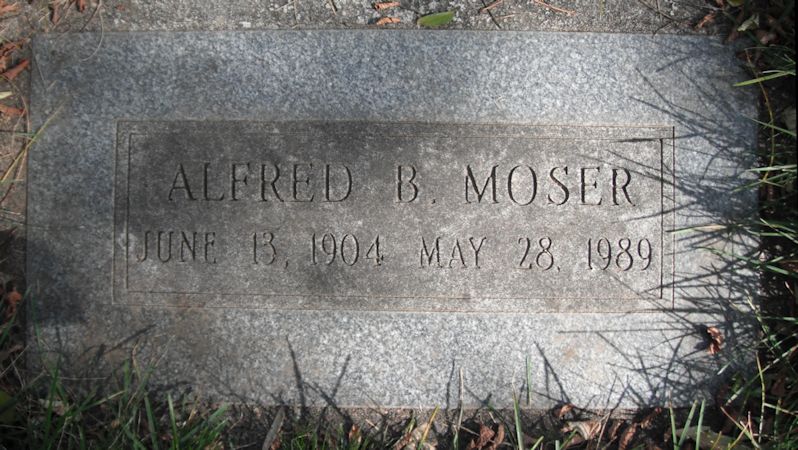 ALFRED B. MOSER
JUNE 13, 1904 MAY 28, 1989